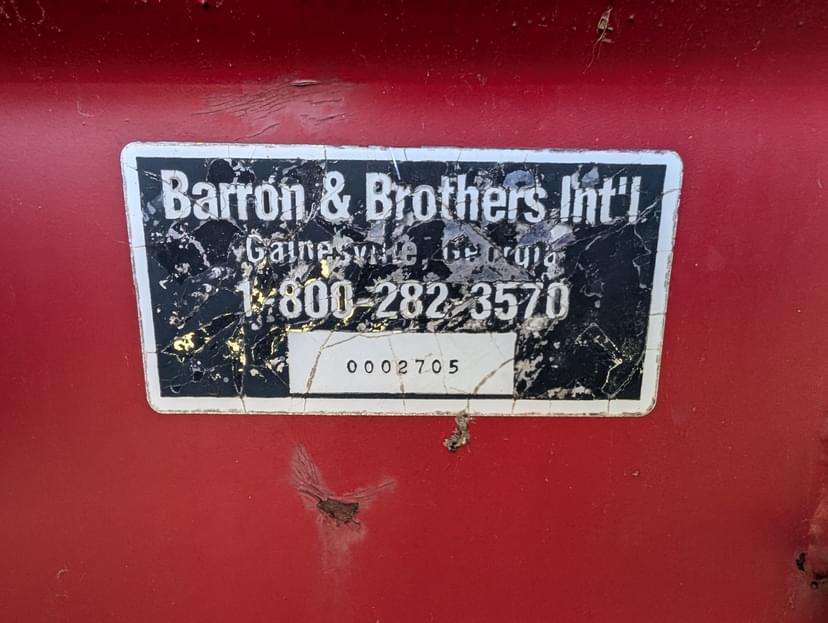 Barron & Brothers Int'l
Gainesville, Georgia
1-800-282-3570
0002705